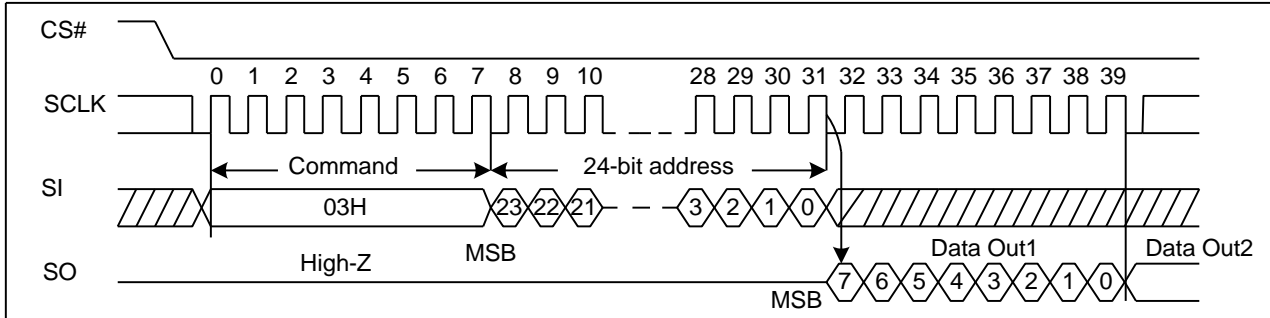 CS#
0 1 2 3 4 5 6 7 8 9 10 28 29 30 31 32 33 34 35 36 37 38 39
SCLK
Command 24-bit address
SI
03H 23 22 21 3 2 1 0
High-Z MSB Data Out1 Data Out2
SO
MSB 7 6 5 4 3 2 1 0